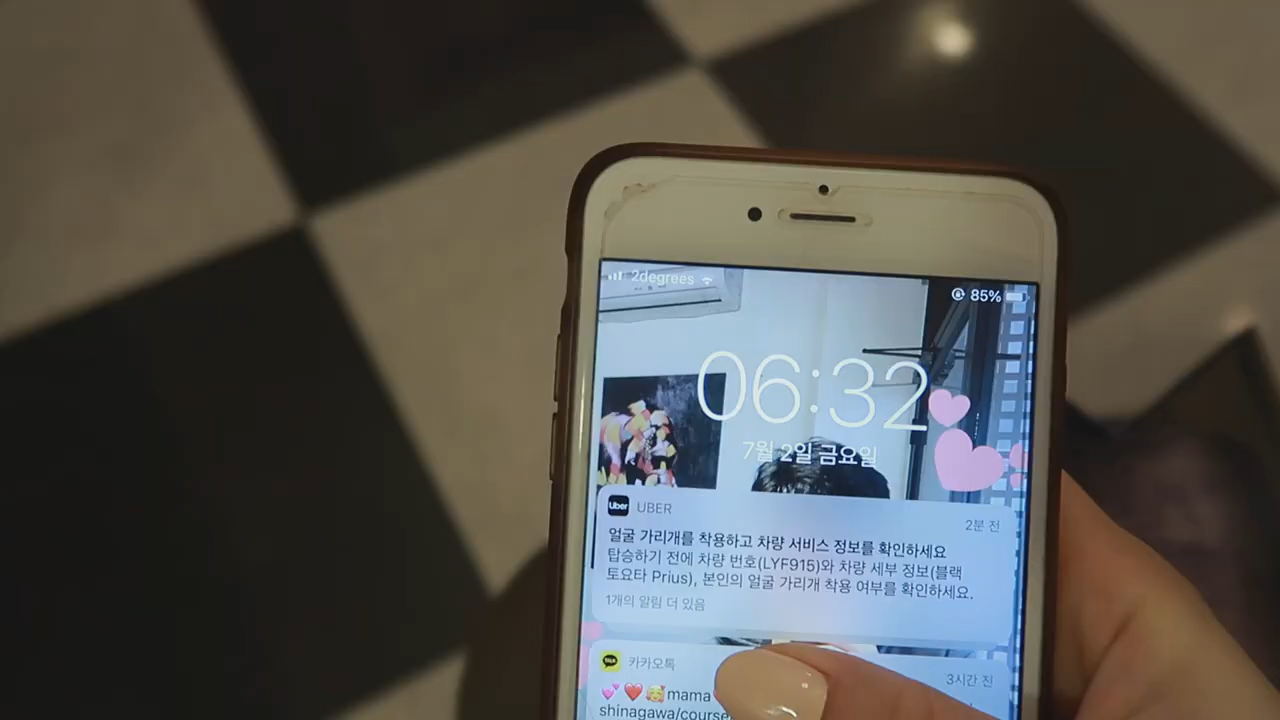 2degrees
85%
06:32
7월 2일 금요일
Uber
UBER
2분 전
얼굴 가리개를 착용하고 차량 서비스 정보를 확인하세요
탑승하기 전에 차량 번호(LYF915)와 차량 세부 정보(블랙
토요타 Prius), 본인의 얼굴 가리개 착용 여부를 확인하세요.
1개의 알림 더 있음
TALK
카카오톡
3시간 전
💕❤️🥰mama
shinagawa/course